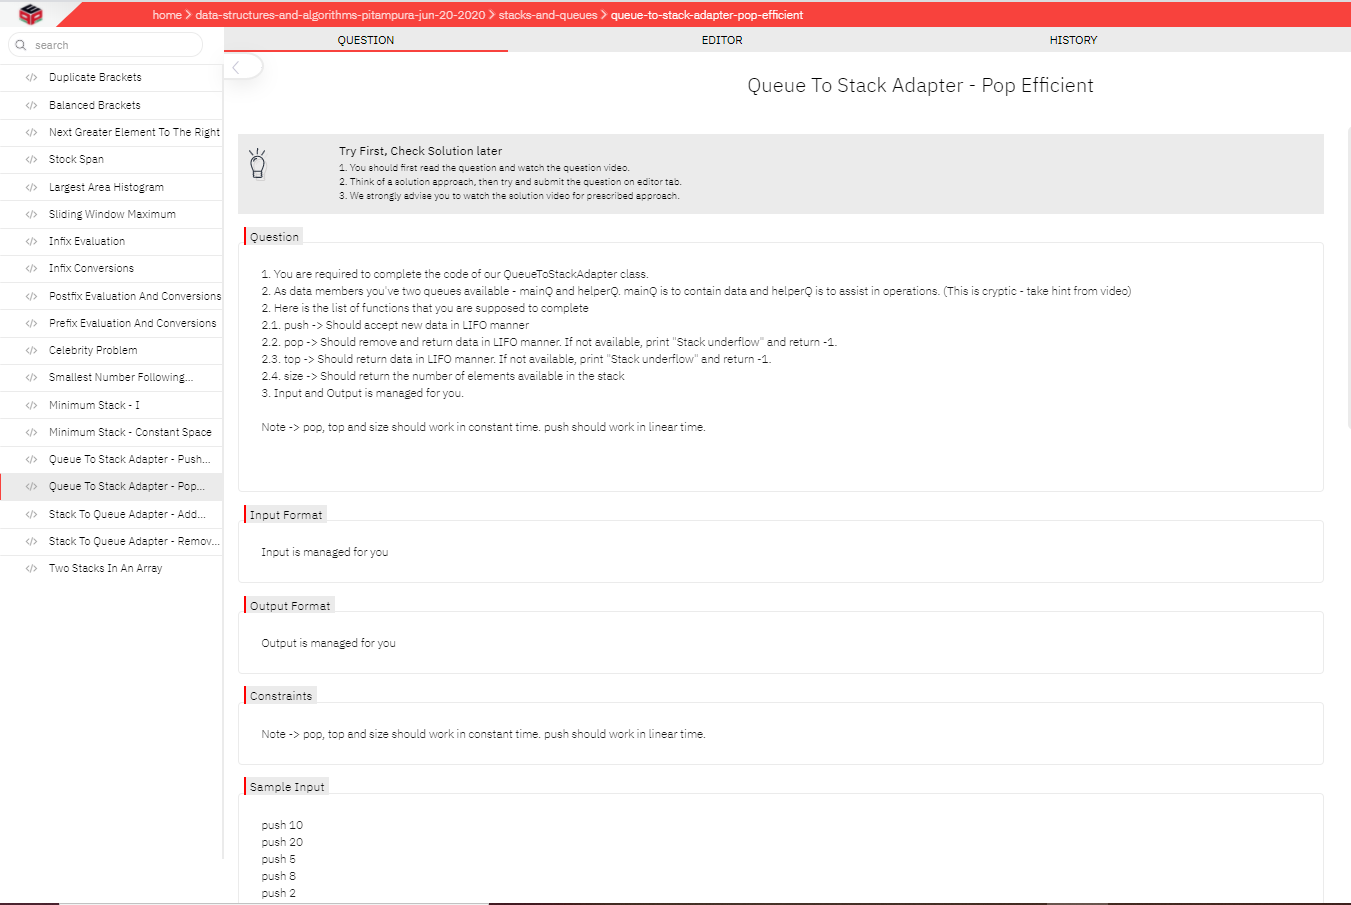 home > data-structures-and-algorithms-pitampura-jun-20-2020 > stacks-and-queues > queue-to-stack-adapter-pop-efficient
search
QUESTION
EDITOR
HISTORY
Duplicate Brackets
Balanced Brackets
Next Greater Element To The Right
Stock Span
Largest Area Histogram
Sliding Window Maximum
Infix Evaluation
Infix Conversions
Postfix Evaluation And Conversions
Prefix Evaluation And Conversions
Celebrity Problem
Smallest Number Following...
Minimum Stack - I
Minimum Stack - Constant Space
Queue To Stack Adapter - Push...
Queue To Stack Adapter - Pop...
Stack To Queue Adapter - Add...
Stack To Queue Adapter - Remov...
Two Stacks In An Array
Queue To Stack Adapter - Pop Efficient
Try First, Check Solution later
1. You should first read the question and watch the question video.
2. Think of a solution approach, then try and submit the question on editor tab.
3. We strongly advise you to watch the solution video for prescribed approach.
Question
1. You are required to complete the code of our QueueToStackAdapter class.
2. As data members you've two queues available - mainQ and helperQ. mainQ is to contain data and helperQ is to assist in operations. (This is cryptic - take hint from video)
2. Here is the list of functions that you are supposed to complete
2.1. push -> Should accept new data in LIFO manner
2.2. pop -> Should remove and return data in LIFO manner. If not available, print "Stack underflow" and return -1.
2.3. top -> Should return data in LIFO manner. If not available, print "Stack underflow" and return -1.
2.4. size -> Should return the number of elements available in the stack
3. Input and Output is managed for you.
Note -> pop, top and size should work in constant time. push should work in linear time.
Input Format
Input is managed for you
Output Format
Output is managed for you
Constraints
Note -> pop, top and size should work in constant time. push should work in linear time.
Sample Input
push 10
push 20
push 5
push 8
push 2